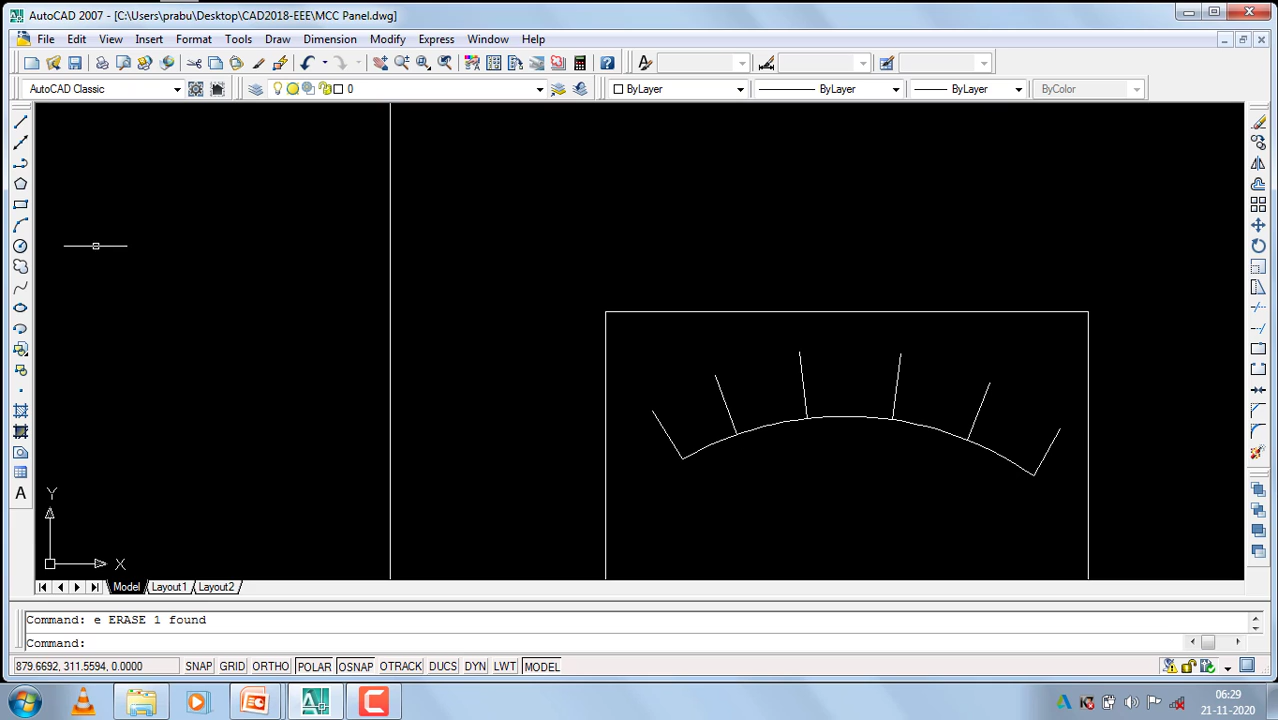 AutoCAD 2007 - [C:\Users\prabu\Desktop\CAD2018-EEE\MCC Panel.dwg]
File Edit View Insert Format Tools Draw Dimension Modify Express Window Help
AutoCAD Classic 0 ByLayer ByLayer ByLayer ByColor
Y
X
Model Layout1 Layout2
Command: e ERASE 1 found
Command:
879.6692, 311.5594, 0.0000 SNAP GRID ORTHO POLAR OSNAP OTRACK DUCS DYN LWT MODEL
06:29
21-11-2020